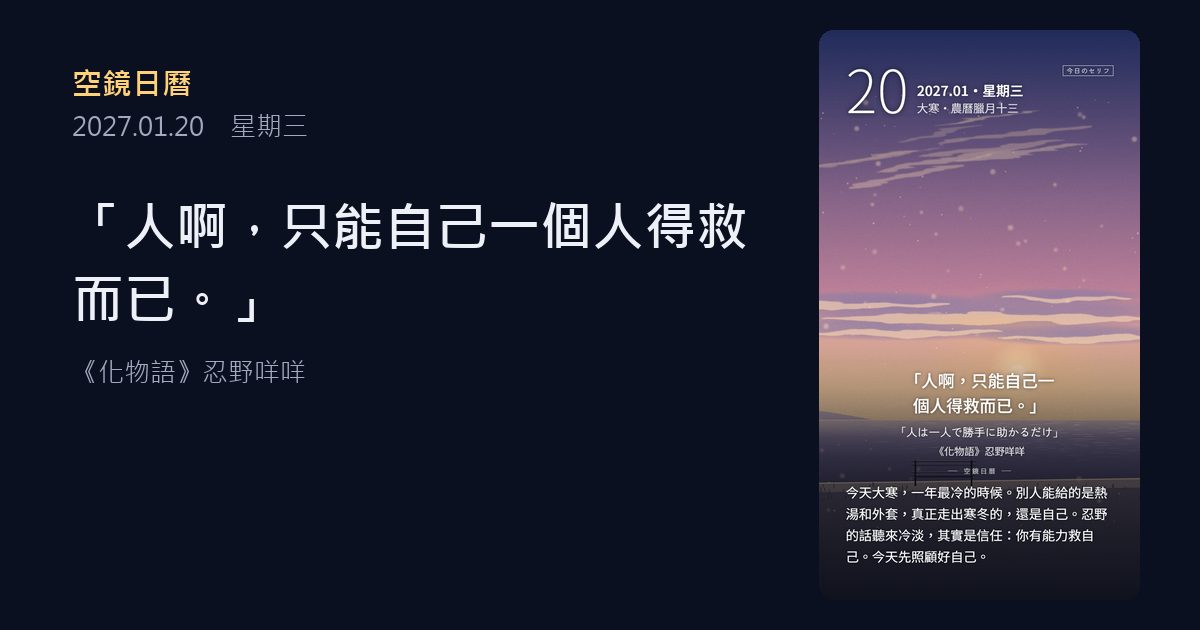 空鏡日曆
2027.01.20 星期三
「人啊，只能自己一個人得救
而已。」
《化物語》忍野咩咩
20
2027.01・星期三
大寒・農曆臘月十三
今日のセリフ
「人啊，只能自己一
個人得救而已。」
「人は一人で勝手に助かるだけ」
《化物語》忍野咩咩
— 空鏡日曆 —
今天大寒，一年最冷的時候。別人能給的是熱
湯和外套，真正走出寒冬的，還是自己。忍野
的話聽來冷淡，其實是信任：你有能力救自
己。今天先照顧好自己。